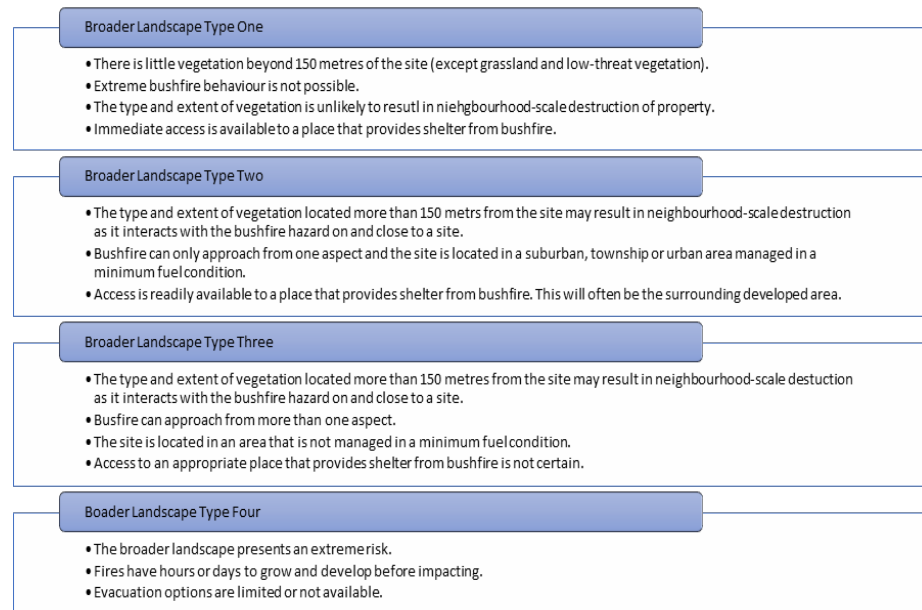 Broader Landscape Type One
• There is little vegetation beyond 150 metres of the site (except grassland and low-threat vegetation).
• Extreme bushfire behaviour is not possible.
• The type and extent of vegetation is unlikely to resutl in niehgbourhood-scale destruction of property.
• Immediate access is available to a place that provides shelter from bushfire.
Broader Landscape Type Two
• The type and extent of vegetation located more than 150 metrs from the site may result in neighbourhood-scale destruction
as it interacts with the bushfire hazard on and close to a site.
• Bushfire can only approach from one aspect and the site is located in a suburban, township or urban area managed in a
minimum fuel condition.
• Access is readily available to a place that provides shelter from bushfire. This will often be the surrounding developed area.
Broader Landscape Type Three
• The type and extent of vegetation located more than 150 metres from the site may result in neighbourhood-scale destuction
as it interacts with the bushfire hazard on and close to a site.
• Busfire can approach from more than one aspect.
• The site is located in an area that is not managed in a minimum fuel condition.
• Access to an appropriate place that provides shelter from bushfire is not certain.
Boader Landscape Type Four
• The broader landscape presents an extreme risk.
• Fires have hours or days to grow and develop before impacting.
• Evacuation options are limited or not available.